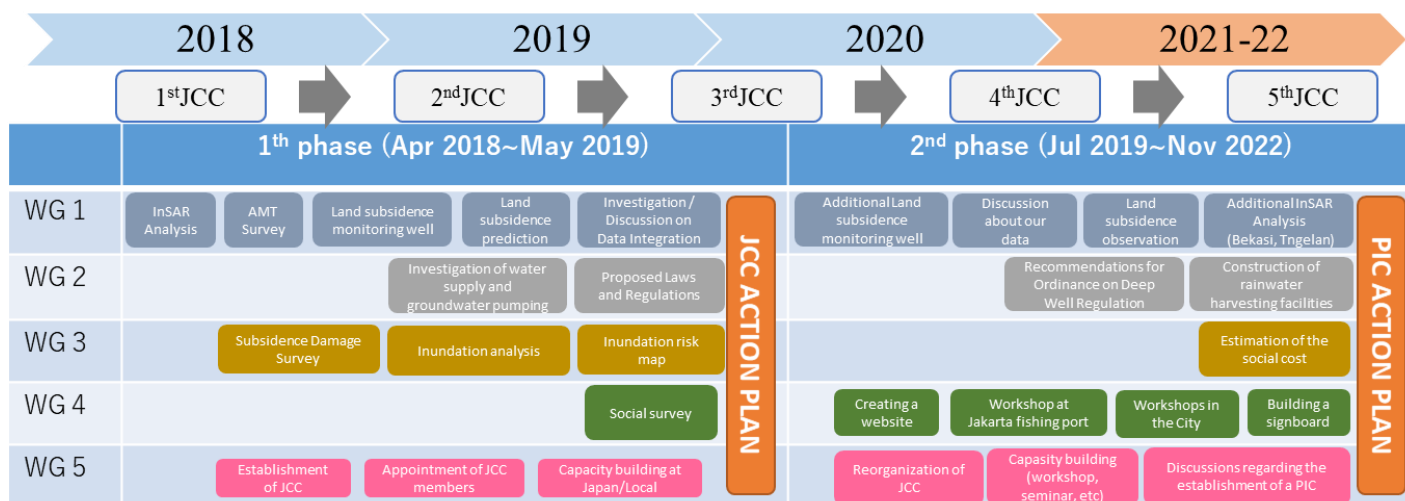 2018
2019
2020
2021-22
1stJCC
2ndJCC
3rdJCC
4thJCC
5thJCC
1th phase (Apr 2018~May 2019)
2nd phase (Jul 2019~Nov 2022)
WG 1
InSAR
Analysis
AMT
Survey
Land subsidence
monitoring well
Land
subsidence
prediction
Investigation /
Discussion on
Data Integration
Additional Land
subsidence
monitoring well
Discussion
about our
data
Land
subsidence
observation
Additional InSAR
Analysis
(Bekasi, Tngelan)
WG 2
Investigation of water
supply and
groundwater pumping
Proposed Laws
and Regulations
Recommendations for
Ordinance on Deep
Well Regulation
Construction of
rainwater
harvesting facilities
WG 3
Subsidence Damage
Survey
Inundation analysis
Inundation risk
map
Estimation of the
social cost
WG 4
Social survey
Creating a
website
Workshop at
Jakarta fishing port
Workshops in
the City
Building a
signboard
WG 5
Establishment
of JCC
Appointment of JCC
members
Capacity building at
Japan/Local
Reorganization of
JCC
Capasity building
(workshop,
seminar, etc)
Discussions regarding the
establishment of a PIC
JCC ACTION PLAN
PIC ACTION PLAN